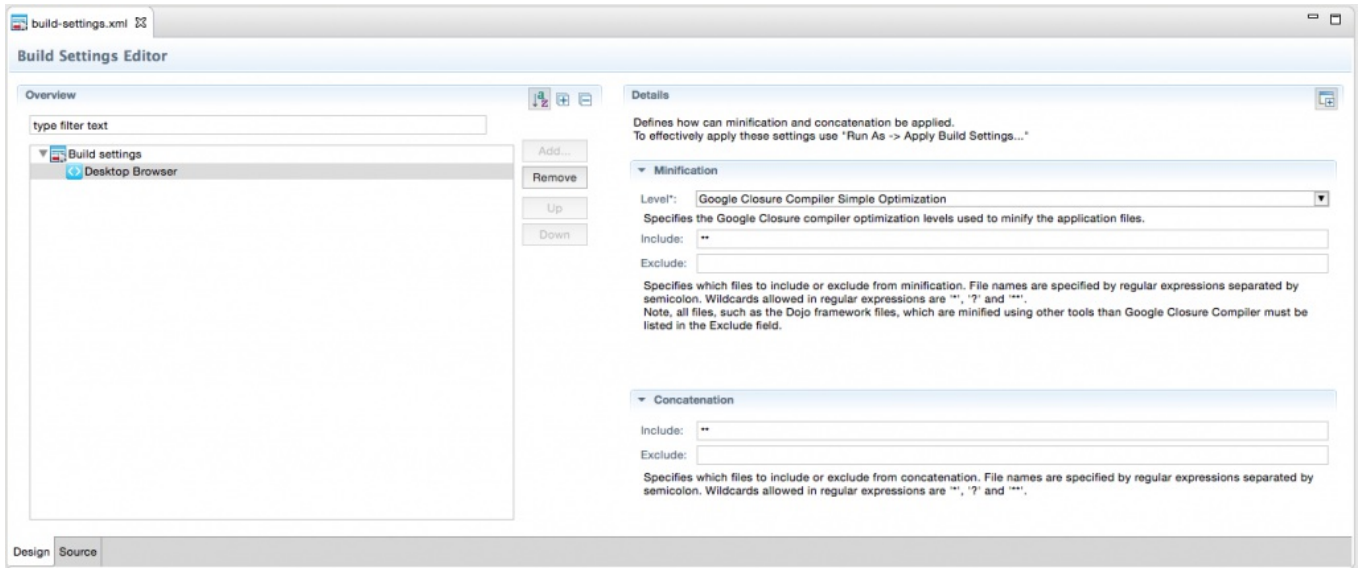 build-settings.xml
Build Settings Editor
Overview
type filter text
Build settings
Desktop Browser
Add...
Remove
Up
Down
Details
Defines how can minification and concatenation be applied.
To effectively apply these settings use "Run As -> Apply Build Settings..."
Minification
Level*: Google Closure Compiler Simple Optimization
Specifies the Google Closure compiler optimization levels used to minify the application files.
Include: **
Exclude:
Specifies which files to include or exclude from minification. File names are specified by regular expressions separated by
semicolon. Wildcards allowed in regular expressions are '*', '?' and '**'.
Note, all files, such as the Dojo framework files, which are minified using other tools than Google Closure Compiler must be
listed in the Exclude field.
Concatenation
Include: **
Exclude:
Specifies which files to include or exclude from concatenation. File names are specified by regular expressions separated by
semicolon. Wildcards allowed in regular expressions are '*', '?' and '**'.
Design Source